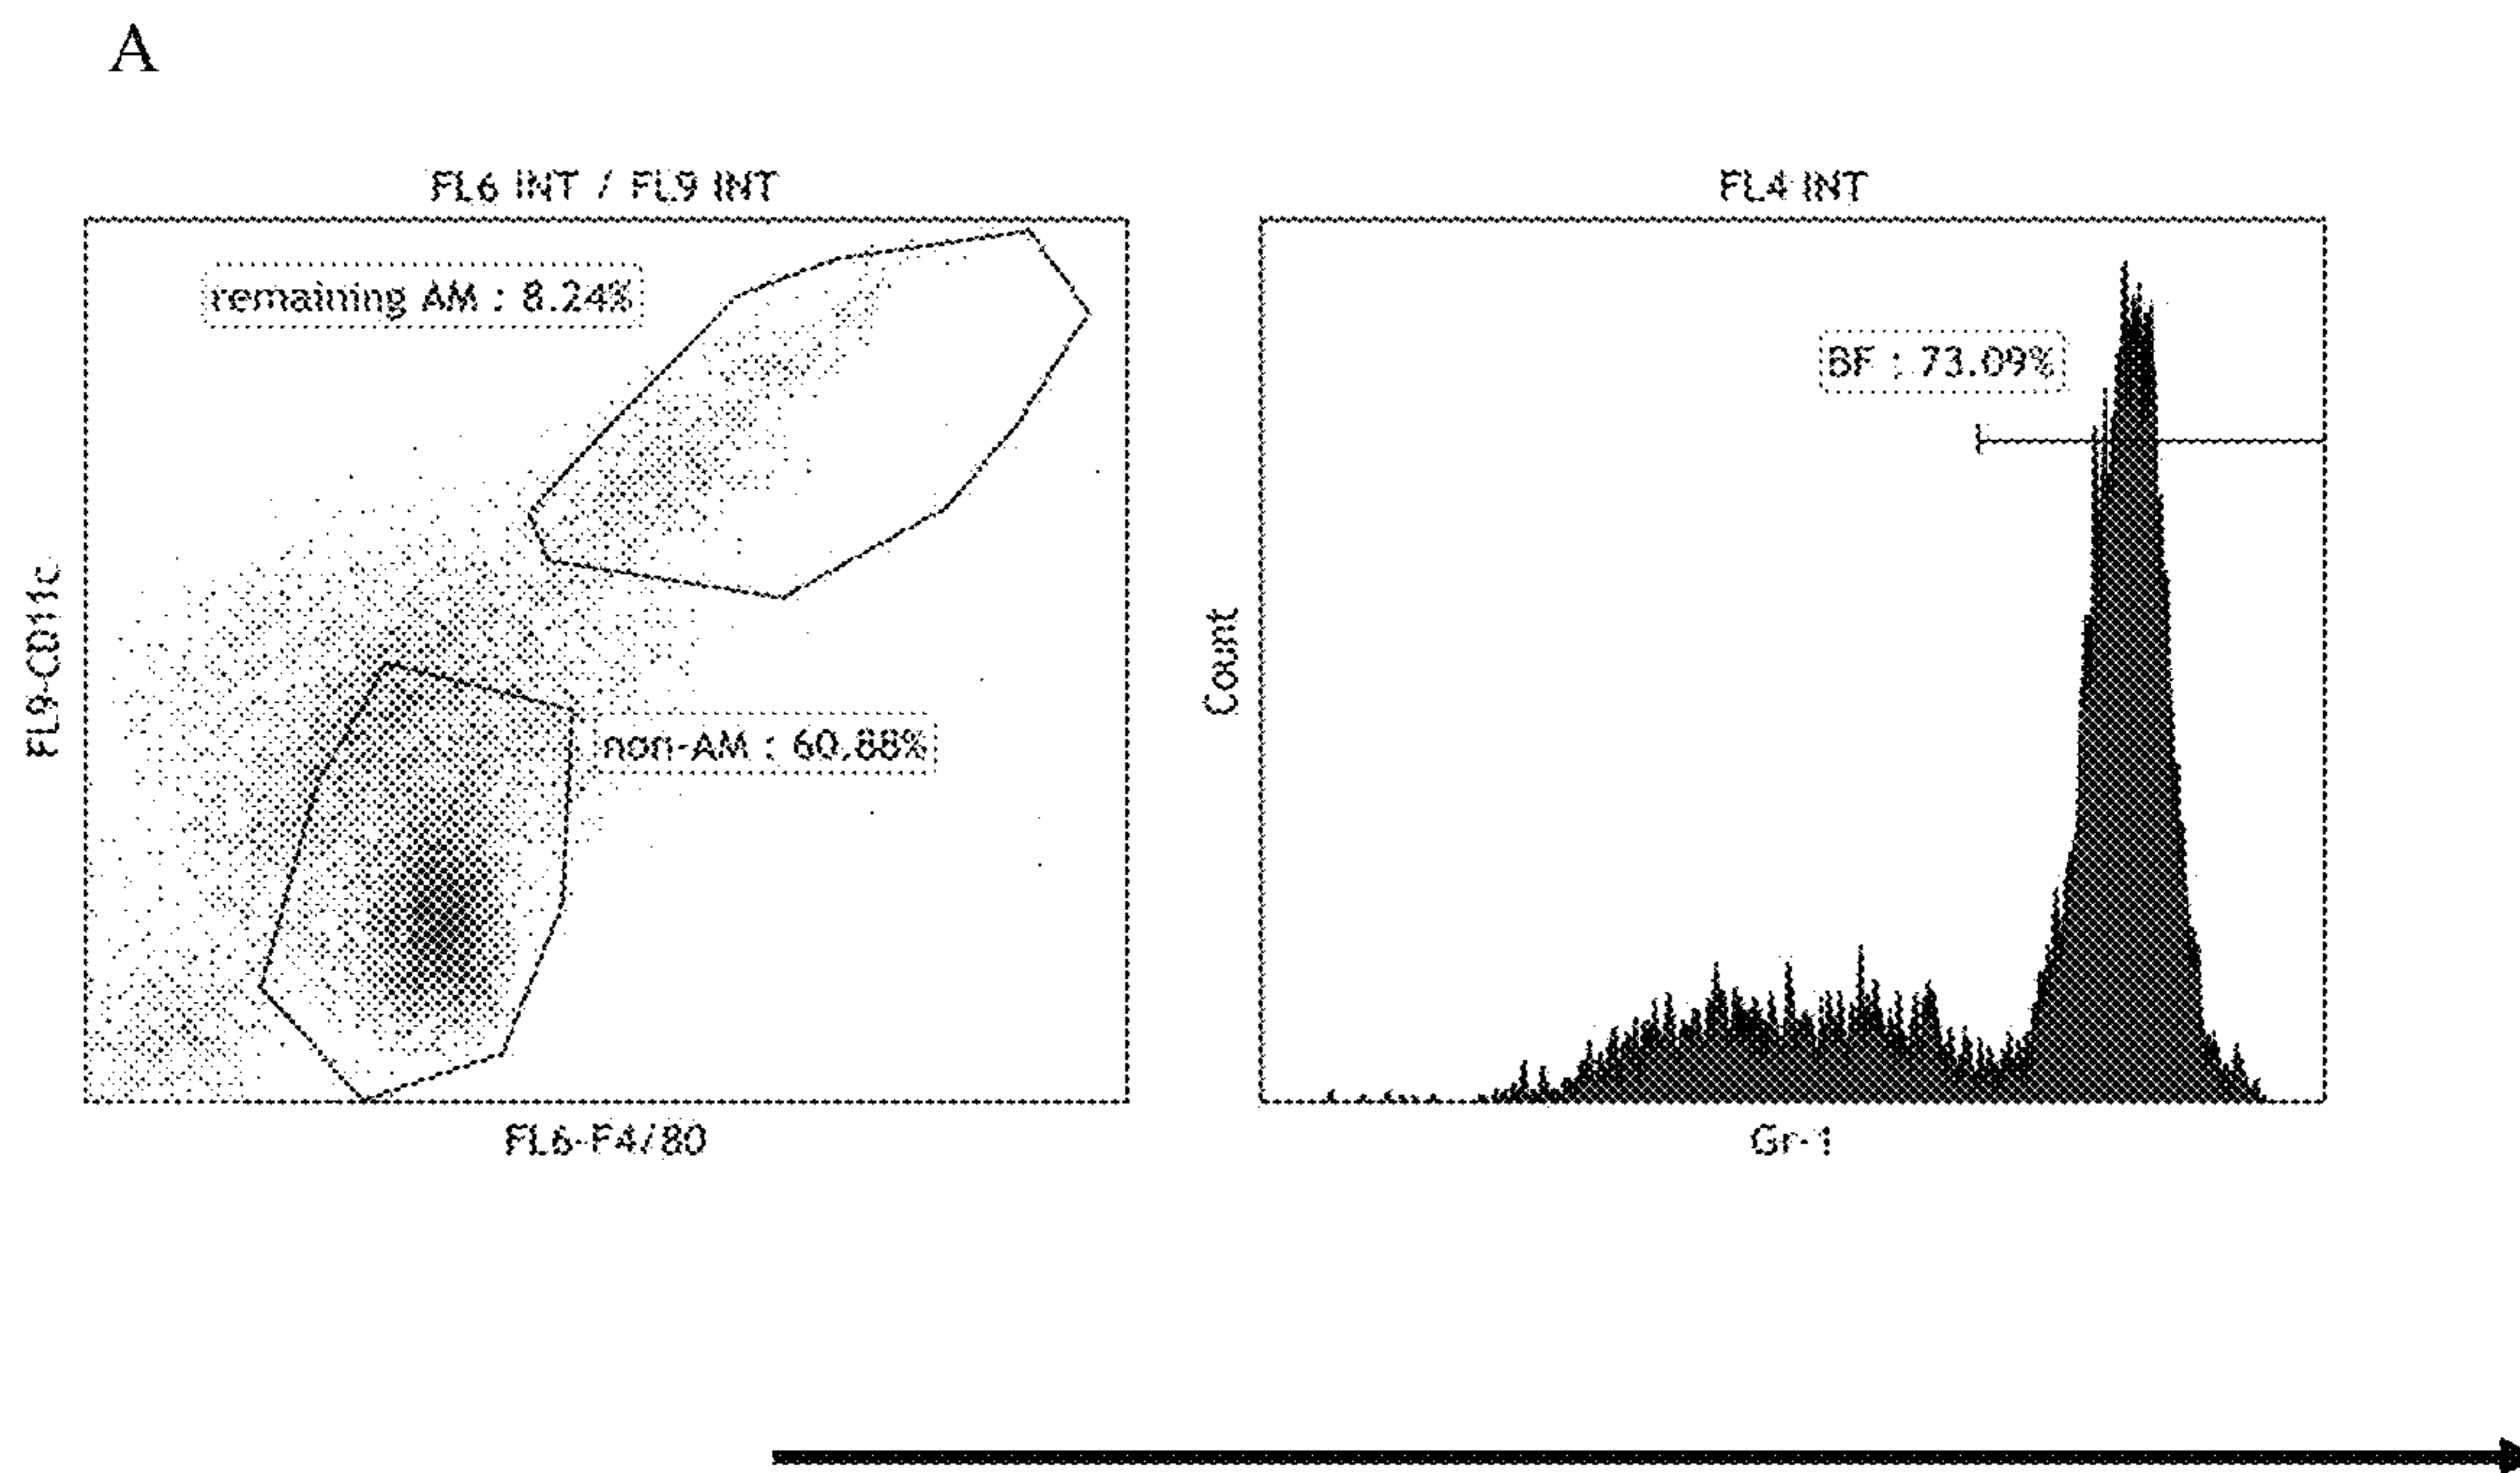 A
FL6 INT / FL9 INT
remaining AM : 8.24%
non-AM : 60.88%
FL9-CD11c
FL6-F4/80
FL4 INT
BF : 73.09%
Count
Gr-1